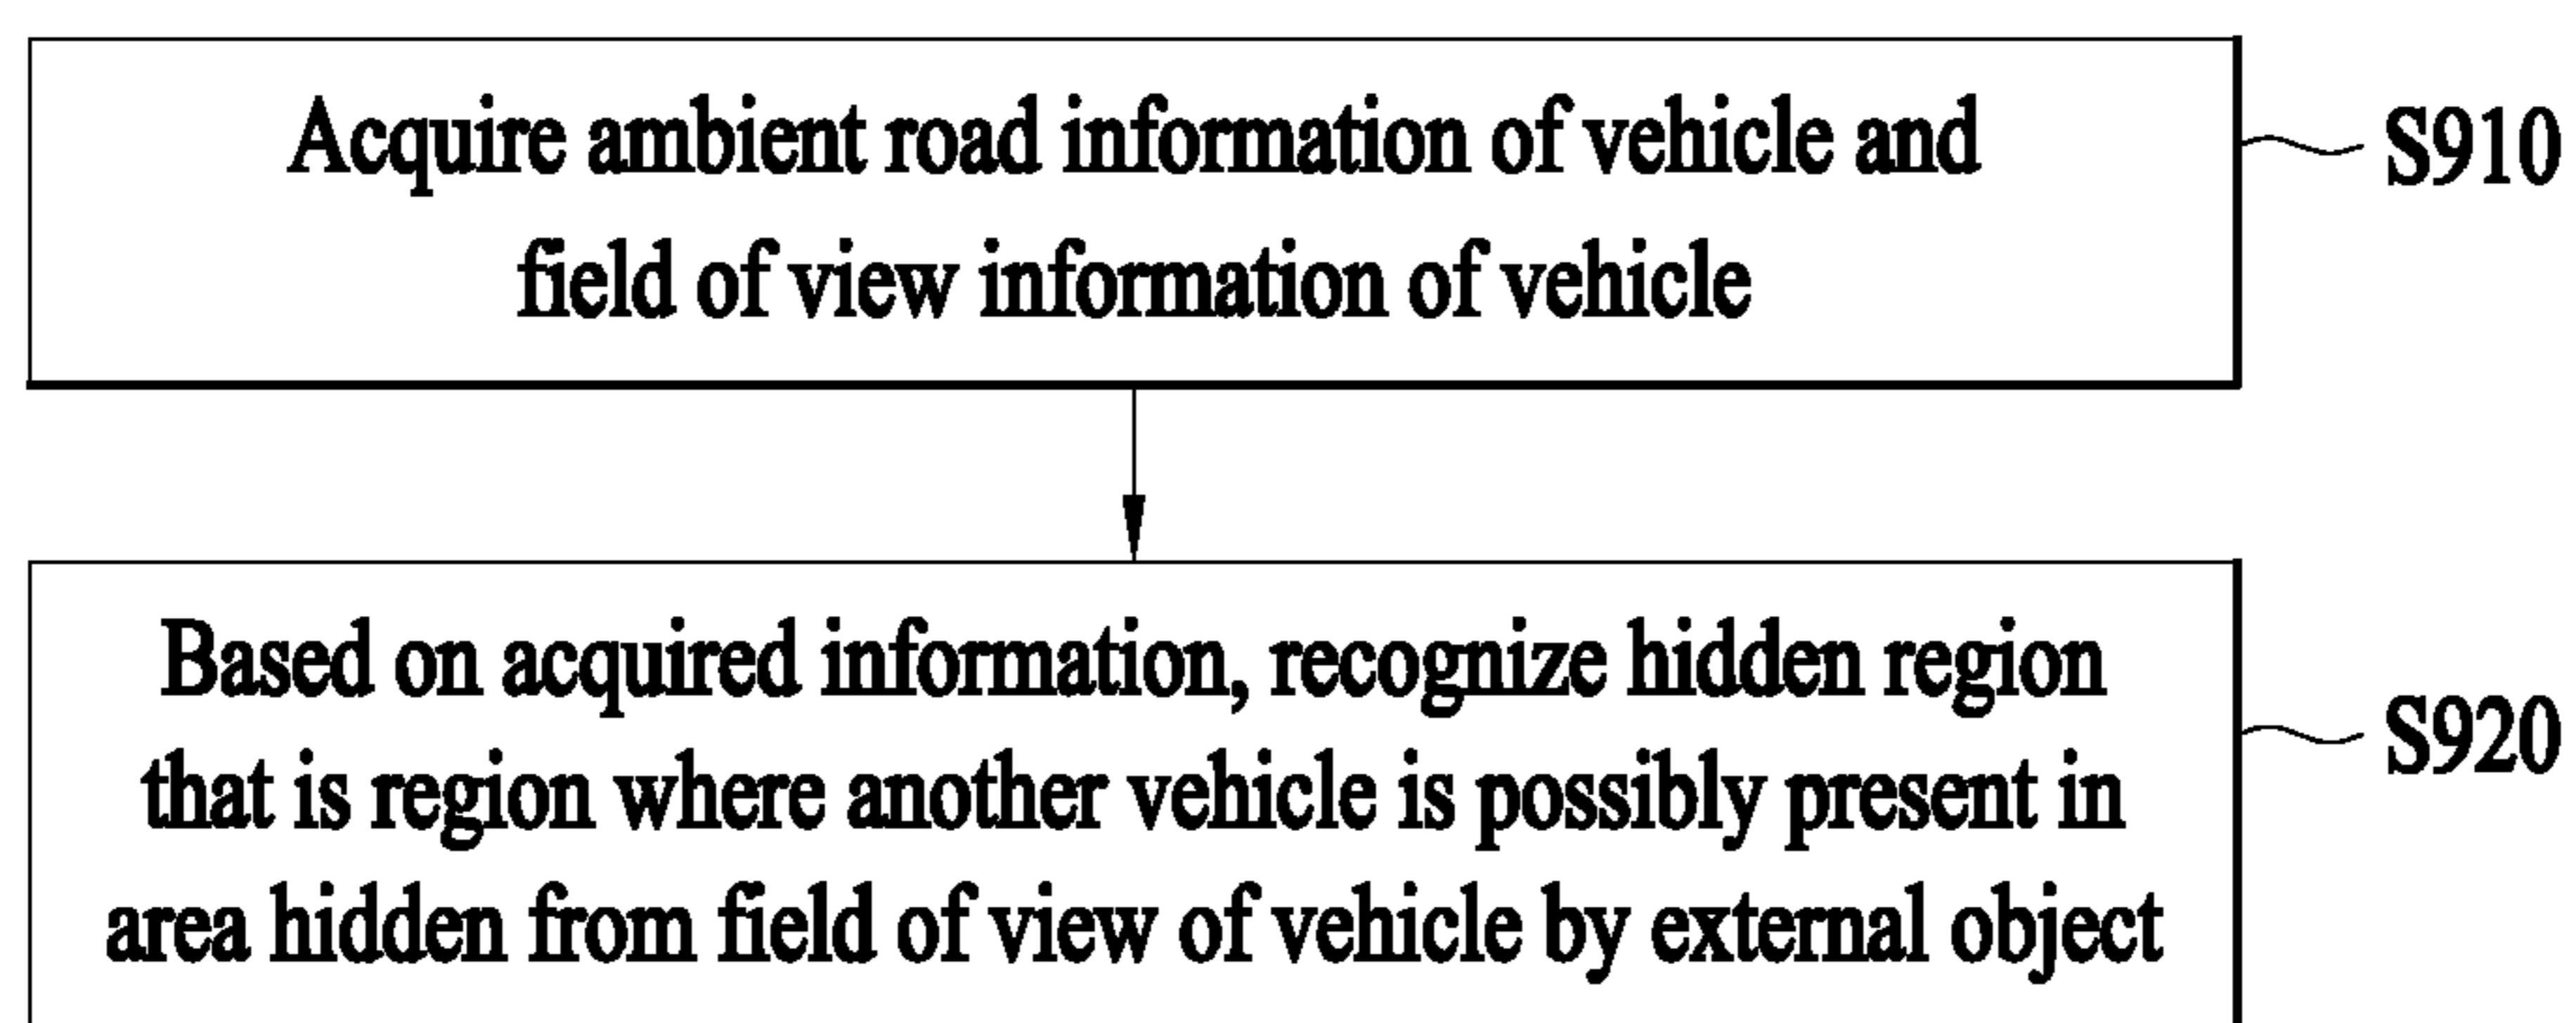 Acquire ambient road information of vehicle and
field of view information of vehicle
S910
Based on acquired information, recognize hidden region
that is region where another vehicle is possibly present in
area hidden from field of view of vehicle by external object
S920